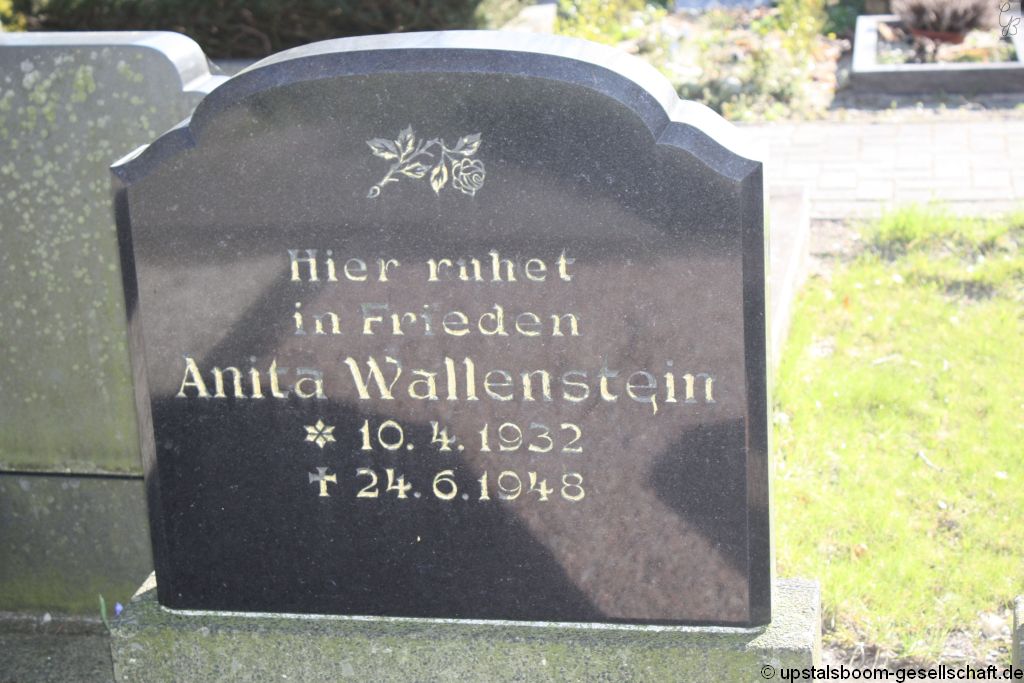 Hier ruhet
in Frieden
Anita Wallenstein
* 10. 4. 1932
✝ 24. 6. 1948
© upstalsboom-gesellschaft.de